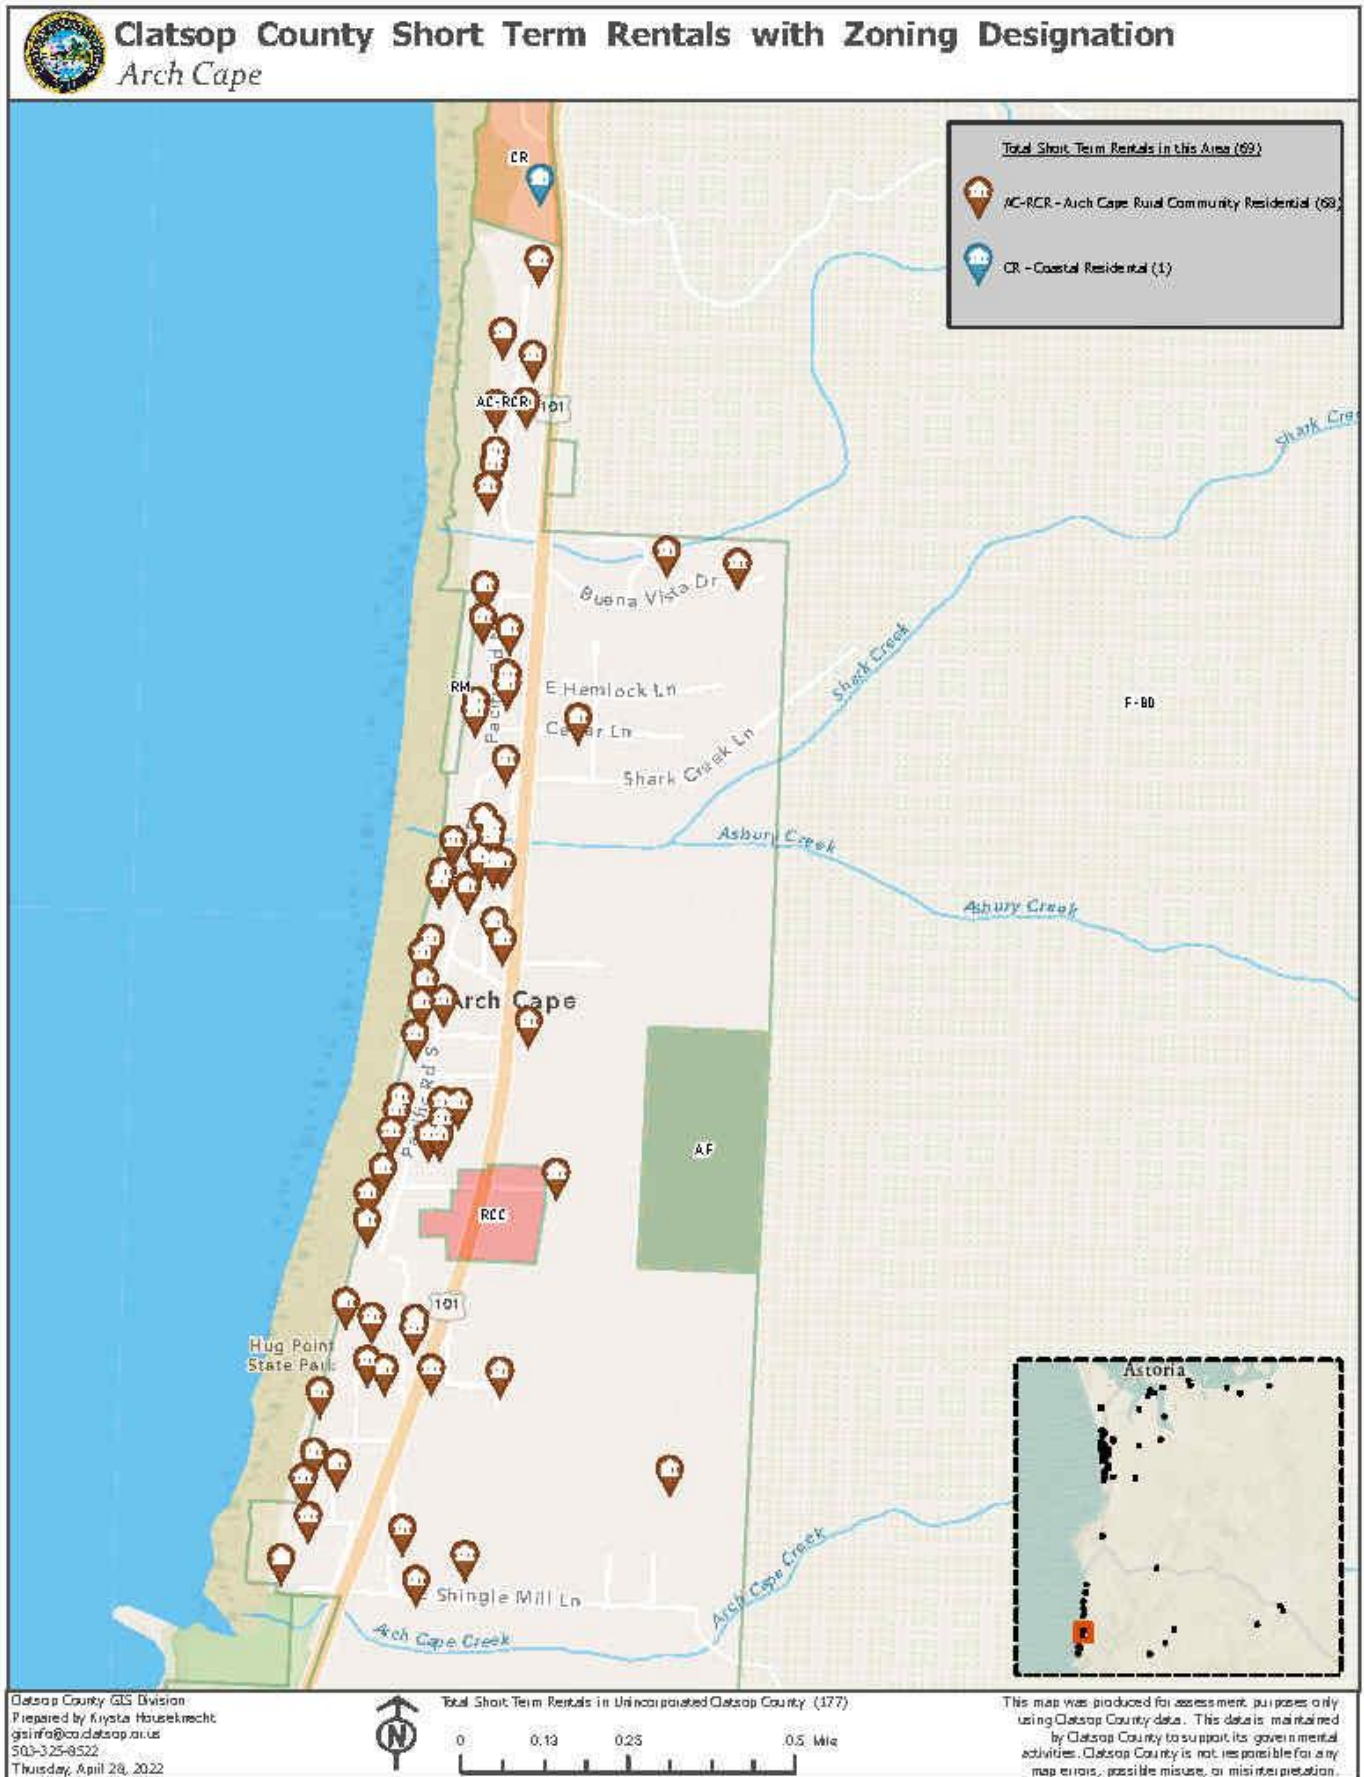 Clatsop County Short Term Rentals with Zoning Designation
Arch Cape
Total Short Term Rentals in this Area (69)
AC-RCR - Arch Cape Rural Community Residential (68)
CR - Coastal Residental (1)
CR
AC-RCR
101
Shark Cree
Buena Vista Dr
Shark Creek
RM
E Hemlock Ln
F-80
Cedar Ln
Shark Creek Ln
Asbury Creek
Asbury Creek
Arch Cape
Pacific Rd S
AF
RCC
101
Hug Point
State Park
Astoria
Shingle Mill Ln
Arch Cape Creek
Arch Cape Creek
Clatsop County GIS Division
Prepared by Krysta Houseknecht
gisinfo@co.clatsop.or.us
503-325-8522
Thursday, April 28, 2022
N
Total Short Term Rentals in Unincorporated Clatsop County (177)
0 0.13 0.25 0.5 Mile
This map was produced for assessment purposes only
using Clatsop County data. This data is maintained
by Clatsop County to support its governmental
activities. Clatsop County is not responsible for any
map errors, possible misuse, or misinterpretation.